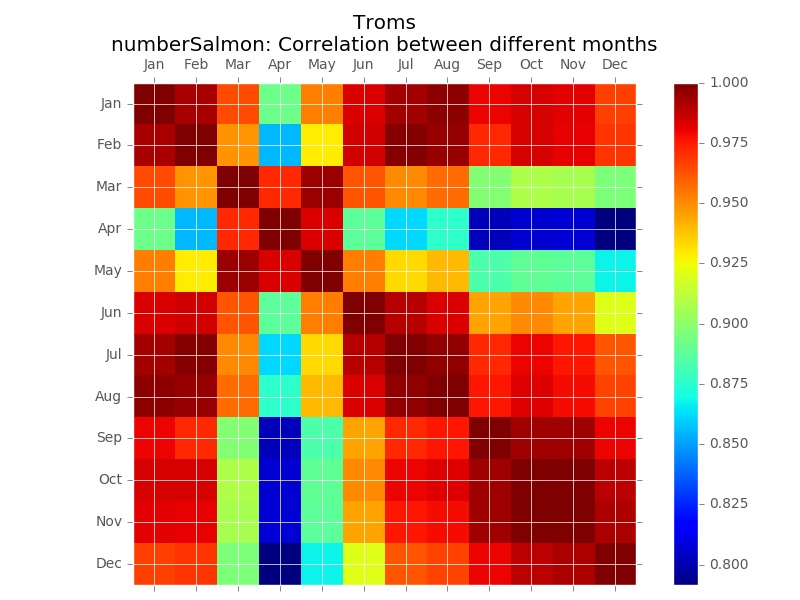 Troms
numberSalmon: Correlation between different months
Jan Feb Mar Apr May Jun Jul Aug Sep Oct Nov Dec
Jan
Feb
Mar
Apr
May
Jun
Jul
Aug
Sep
Oct
Nov
Dec
1.000
0.975
0.950
0.925
0.900
0.875
0.850
0.825
0.800